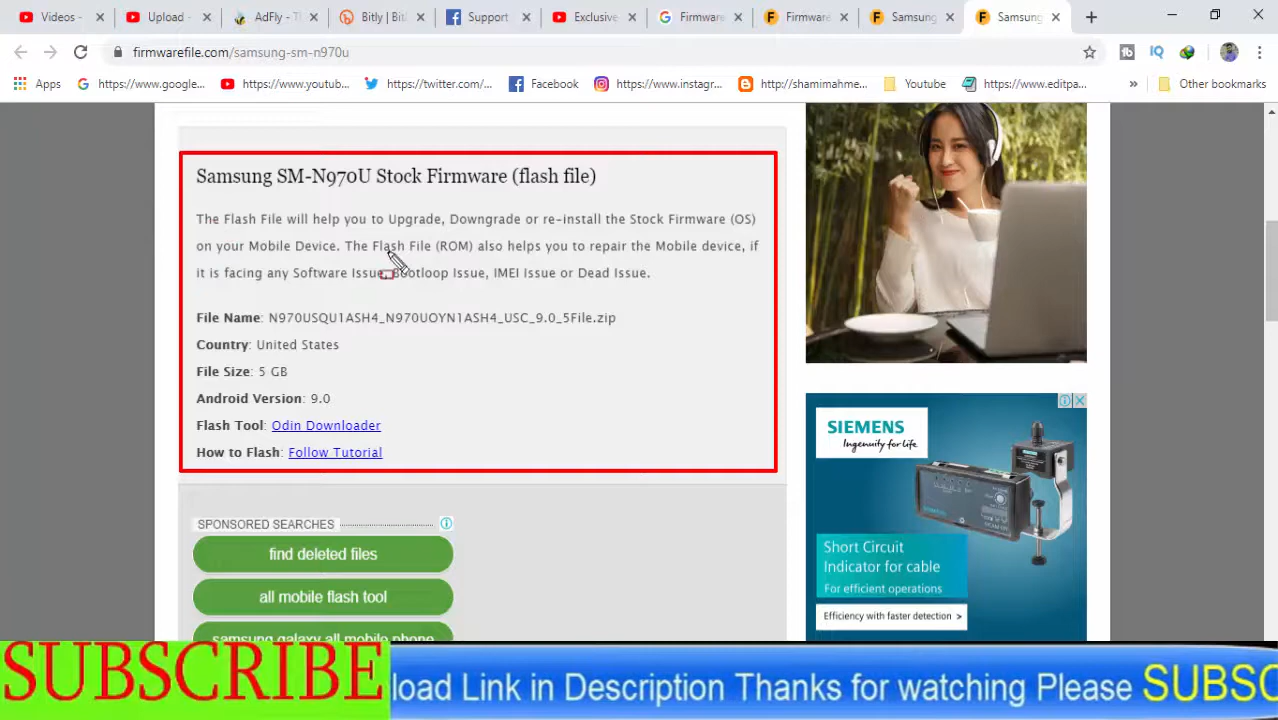 Videos -
Upload -
AdFly - T
Bitly | Bit
Support
Exclusive
Firmware
Firmware
Samsung
Samsung
firmwarefile.com/samsung-sm-n970u
Apps
https://www.google...
https://www.youtub...
https://twitter.com/...
Facebook
https://www.instagr...
http://shamimahme...
Youtube
https://www.editpa...
Other bookmarks
Samsung SM-N970U Stock Firmware (flash file)
The Flash File will help you to Upgrade, Downgrade or re-install the Stock Firmware (OS)
on your Mobile Device. The Flash File (ROM) also helps you to repair the Mobile device, if
it is facing any Software Issue, Bootloop Issue, IMEI Issue or Dead Issue.
File Name: N970USQU1ASH4_N970UOYN1ASH4_USC_9.0_5File.zip
Country: United States
File Size: 5 GB
Android Version: 9.0
Flash Tool: Odin Downloader
How to Flash: Follow Tutorial
SPONSORED SEARCHES
find deleted files
all mobile flash tool
samsung galaxy all mobile phone
SIEMENS
Ingenuity for life
Short Circuit
Indicator for cable
For efficient operations
Efficiency with faster detection >
SUBSCRIBE
load Link in Description Thanks for watching Please SUBSC